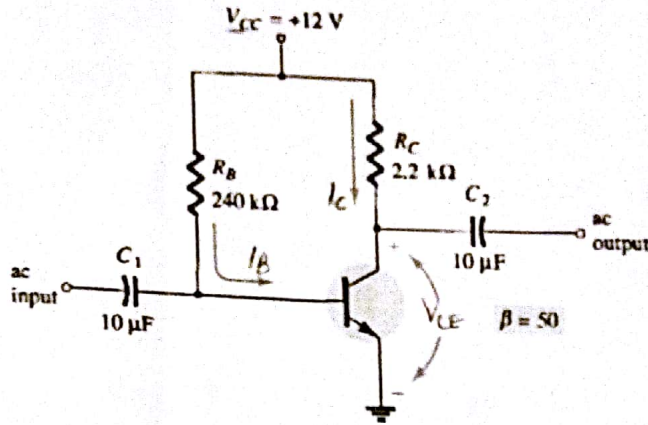 V_CC = +12 V
R_C
2.2 kΩ
R_B
240 kΩ
I_C
C_2
10 μF
ac
output
C_1
10 μF
ac
input
I_B
V_CE
β = 50
+
−